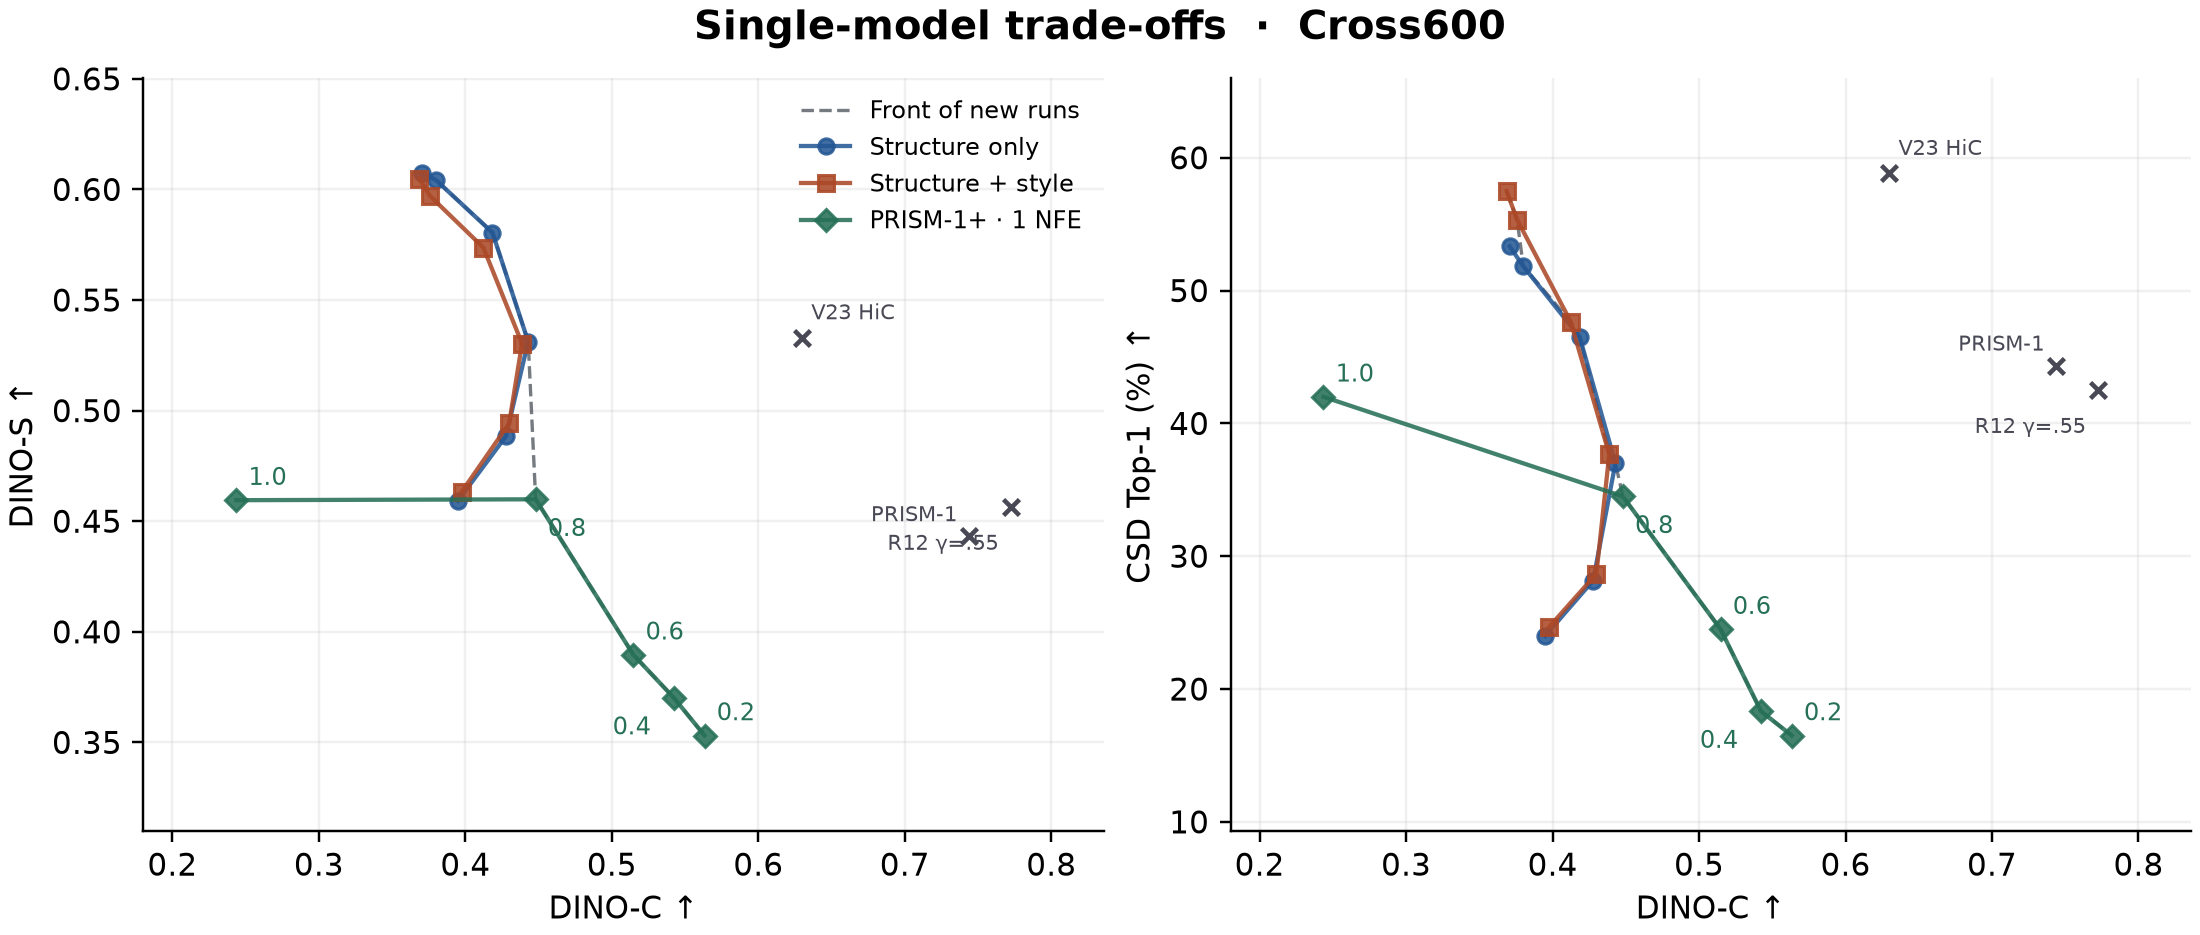 Single-model trade-offs · Cross600
0.65
0.60
0.55
0.50
0.45
0.40
0.35
DINO-S ↑
Front of new runs
Structure only
Structure + style
PRISM-1+ · 1 NFE
V23 HiC
PRISM-1
R12 γ=.55
1.0
0.8
0.6
0.4
0.2
0.2 0.3 0.4 0.5 0.6 0.7 0.8
DINO-C ↑
60
50
40
30
20
10
CSD Top-1 (%) ↑
V23 HiC
PRISM-1
R12 γ=.55
1.0
0.8
0.6
0.4
0.2
0.2 0.3 0.4 0.5 0.6 0.7 0.8
DINO-C ↑